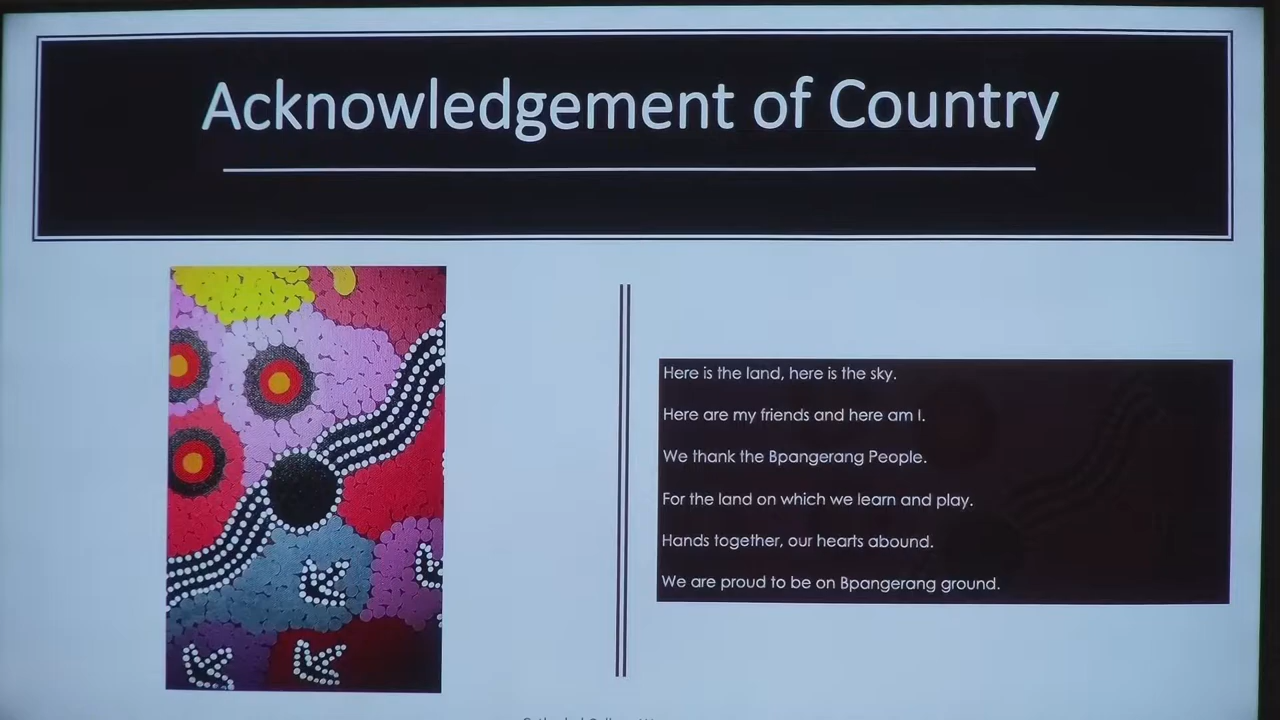 Acknowledgement of Country
Here is the land, here is the sky.
Here are my friends and here am I.
We thank the Bpangerang People.
For the land on which we learn and play.
Hands together, our hearts abound.
We are proud to be on Bpangerang ground.